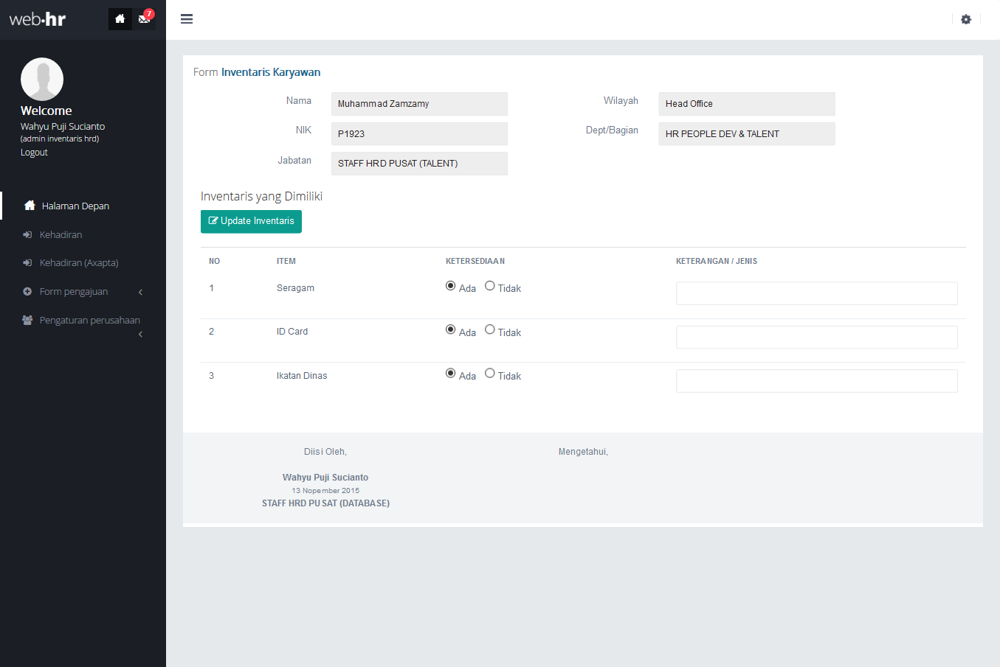 web·hr
7
Welcome
Wahyu Puji Sucianto
(admin inventaris hrd)
Logout
Halaman Depan
Kehadiran
Kehadiran (Axapta)
Form pengajuan
Pengaturan perusahaan
Form Inventaris Karyawan
Nama Muhammad Zamzamy Wilayah Head Office
NIK P1923 Dept/Bagian HR PEOPLE DEV & TALENT
Jabatan STAFF HRD PUSAT (TALENT)
Inventaris yang Dimiliki
Update Inventaris
NO ITEM KETERSEDIAAN KETERANGAN / JENIS
1 Seragam Ada Tidak
2 ID Card Ada Tidak
3 Ikatan Dinas Ada Tidak
Diisi Oleh, Mengetahui,
Wahyu Puji Sucianto
13 Nopember 2015
STAFF HRD PUSAT (DATABASE)